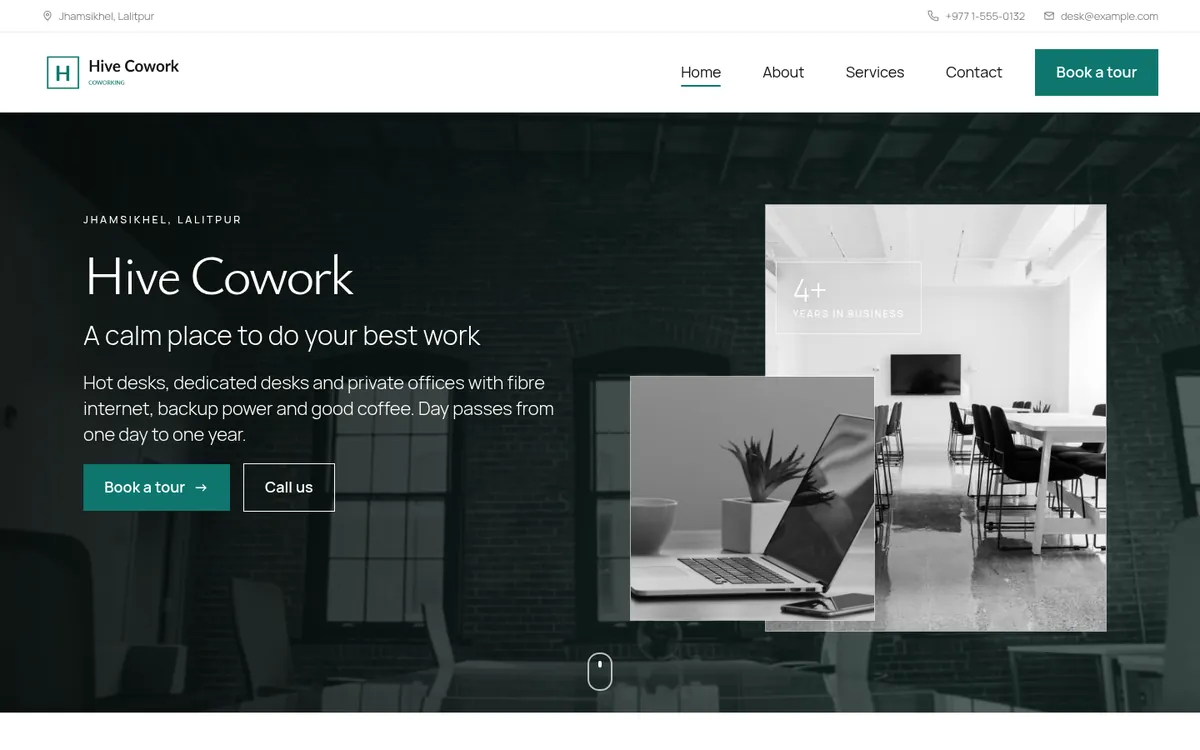 Jhamsikhel, Lalitpur
+977 1-555-0132
desk@example.com
H
Hive Cowork
COWORKING
Home
About
Services
Contact
Book a tour
JHAMSIKHEL, LALITPUR
Hive Cowork
A calm place to do your best work
Hot desks, dedicated desks and private offices with fibre
internet, backup power and good coffee. Day passes from
one day to one year.
Book a tour →
Call us
4+
YEARS IN BUSINESS